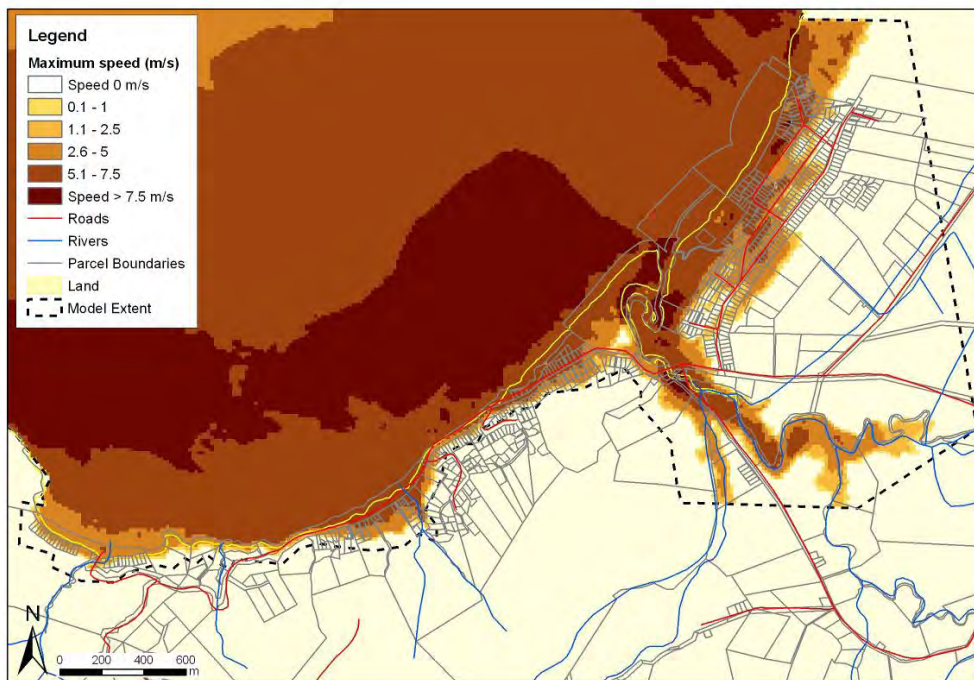 Legend
Maximum speed (m/s)
Speed 0 m/s
0.1 - 1
1.1 - 2.5
2.6 - 5
5.1 - 7.5
Speed > 7.5 m/s
Roads
Rivers
Parcel Boundaries
Land
Model Extent
N
0 200 400 600
m